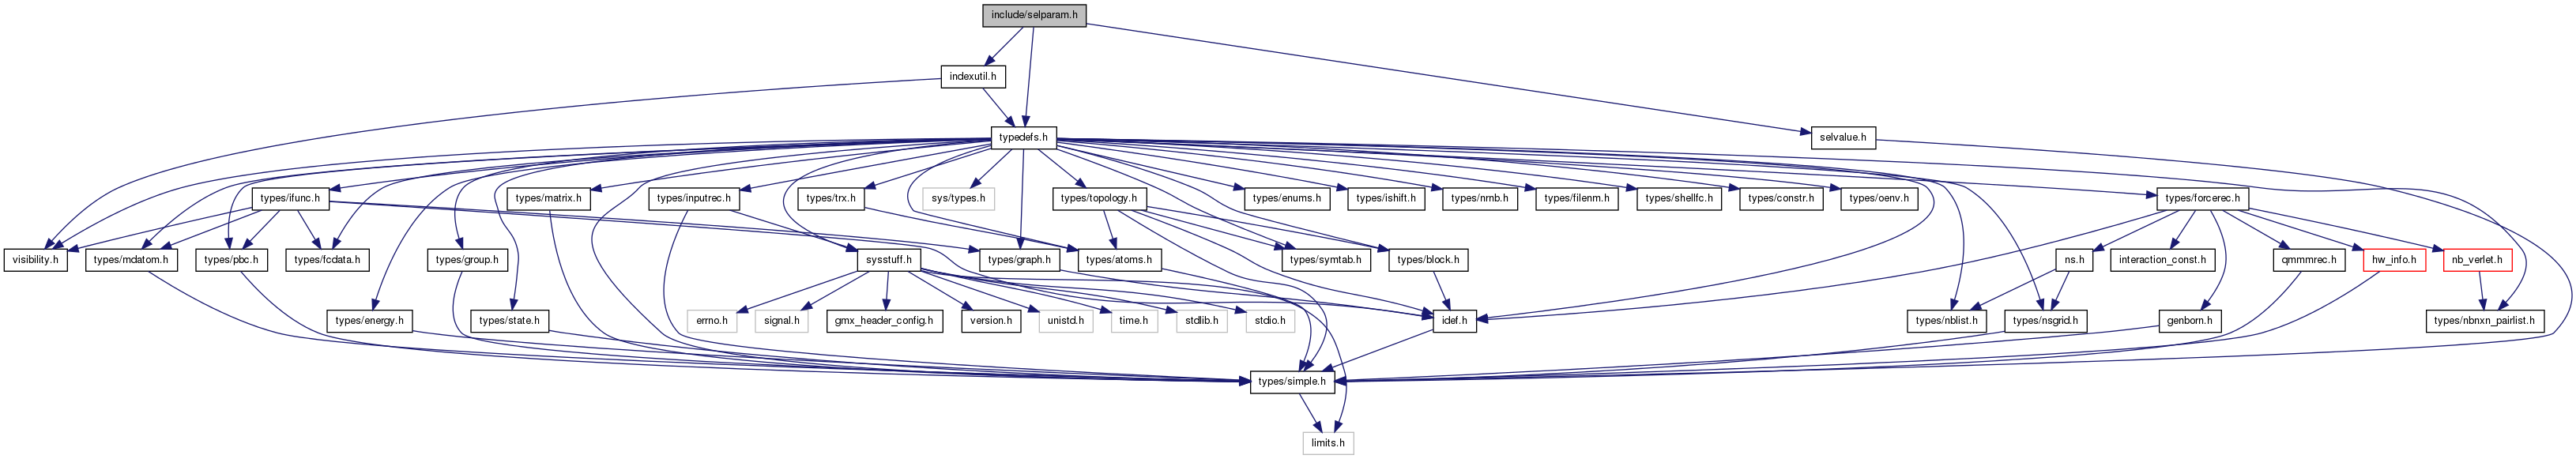 include/selparam.h
indexutil.h
typedefs.h
selvalue.h
types/ifunc.h
types/matrix.h
types/inputrec.h
types/trx.h
sys/types.h
types/topology.h
types/enums.h
types/ishift.h
types/nrnb.h
types/filenm.h
types/shellfc.h
types/constr.h
types/oenv.h
types/forcerec.h
visibility.h
types/mdatom.h
types/pbc.h
types/fcdata.h
types/group.h
sysstuff.h
types/graph.h
types/atoms.h
types/symtab.h
types/block.h
ns.h
interaction_const.h
qmmmrec.h
hw_info.h
nb_verlet.h
types/energy.h
types/state.h
errno.h
signal.h
gmx_header_config.h
version.h
unistd.h
time.h
stdlib.h
stdio.h
idef.h
types/nblist.h
types/nsgrid.h
genborn.h
types/nbnxn_pairlist.h
types/simple.h
limits.h